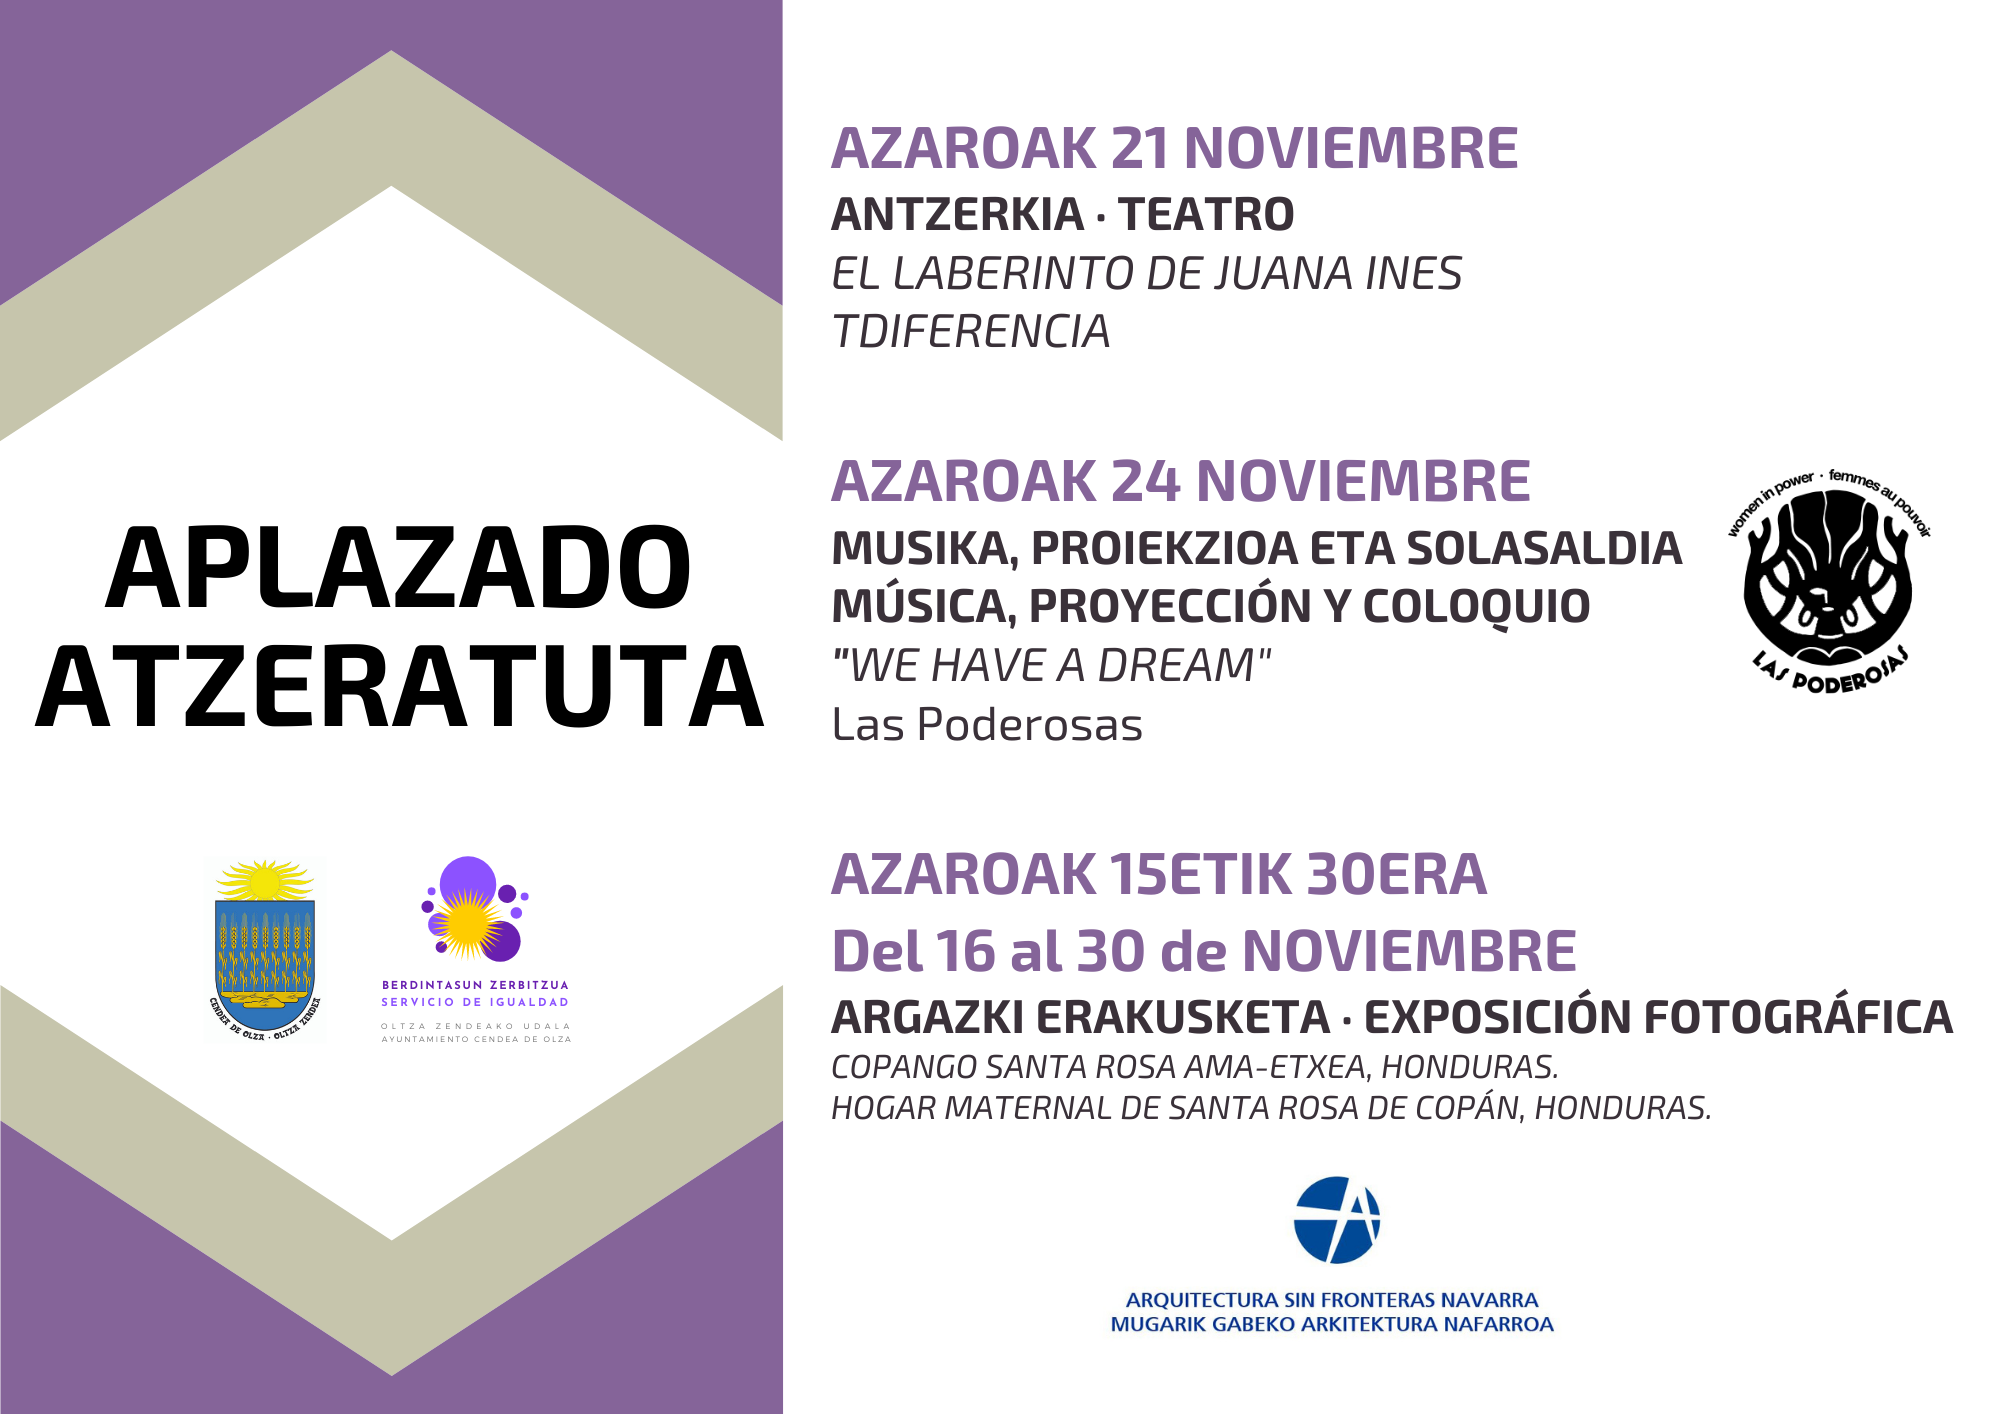 APLAZADO
ATZERATUTA
CENDEA DE OLZA · OLTZA ZENDEA
BERDINTASUN ZERBITZUA
SERVICIO DE IGUALDAD
OLTZA ZENDEAKO UDALA
AYUNTAMIENTO CENDEA DE OLZA
AZAROAK 21 NOVIEMBRE
ANTZERKIA · TEATRO
EL LABERINTO DE JUANA INES
TDIFERENCIA
AZAROAK 24 NOVIEMBRE
MUSIKA, PROIEKZIOA ETA SOLASALDIA
MÚSICA, PROYECCIÓN Y COLOQUIO
"WE HAVE A DREAM"
Las Poderosas
women in power · femmes au pouvoir
LAS PODEROSAS
AZAROAK 15ETIK 30ERA
Del 16 al 30 de NOVIEMBRE
ARGAZKI ERAKUSKETA · EXPOSICIÓN FOTOGRÁFICA
COPANGO SANTA ROSA AMA-ETXEA, HONDURAS.
HOGAR MATERNAL DE SANTA ROSA DE COPÁN, HONDURAS.
ARQUITECTURA SIN FRONTERAS NAVARRA
MUGARIK GABEKO ARKITEKTURA NAFARROA